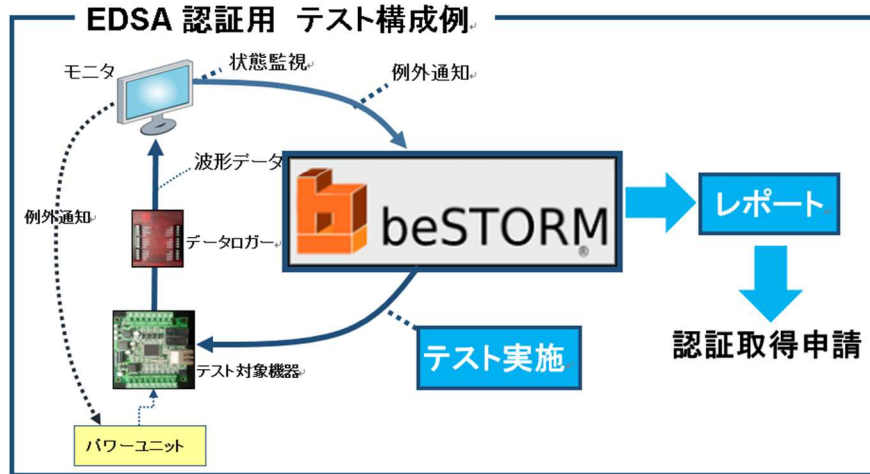 EDSA 認証用 テスト構成例
モニタ
状態監視
例外通知
波形データ
beSTORM
®
レポート
例外通知
データロガー
テスト対象機器
テスト実施
認証取得申請
パワーユニット